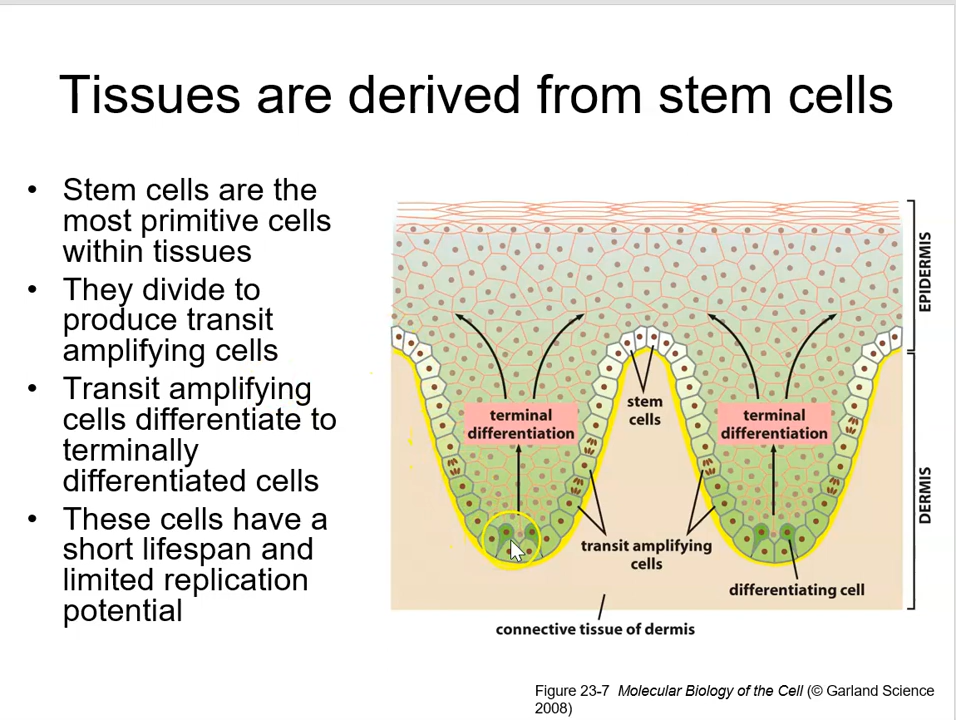 Tissues are derived from stem cells
• Stem cells are the
most primitive cells
within tissues
• They divide to
produce transit
amplifying cells
• Transit amplifying
cells differentiate to
terminally
differentiated cells
• These cells have a
short lifespan and
limited replication
potential
EPIDERMIS
DERMIS
stem
cells
terminal
differentiation
terminal
differentiation
transit amplifying
cells
differentiating cell
connective tissue of dermis
Figure 23-7 Molecular Biology of the Cell (© Garland Science
2008)